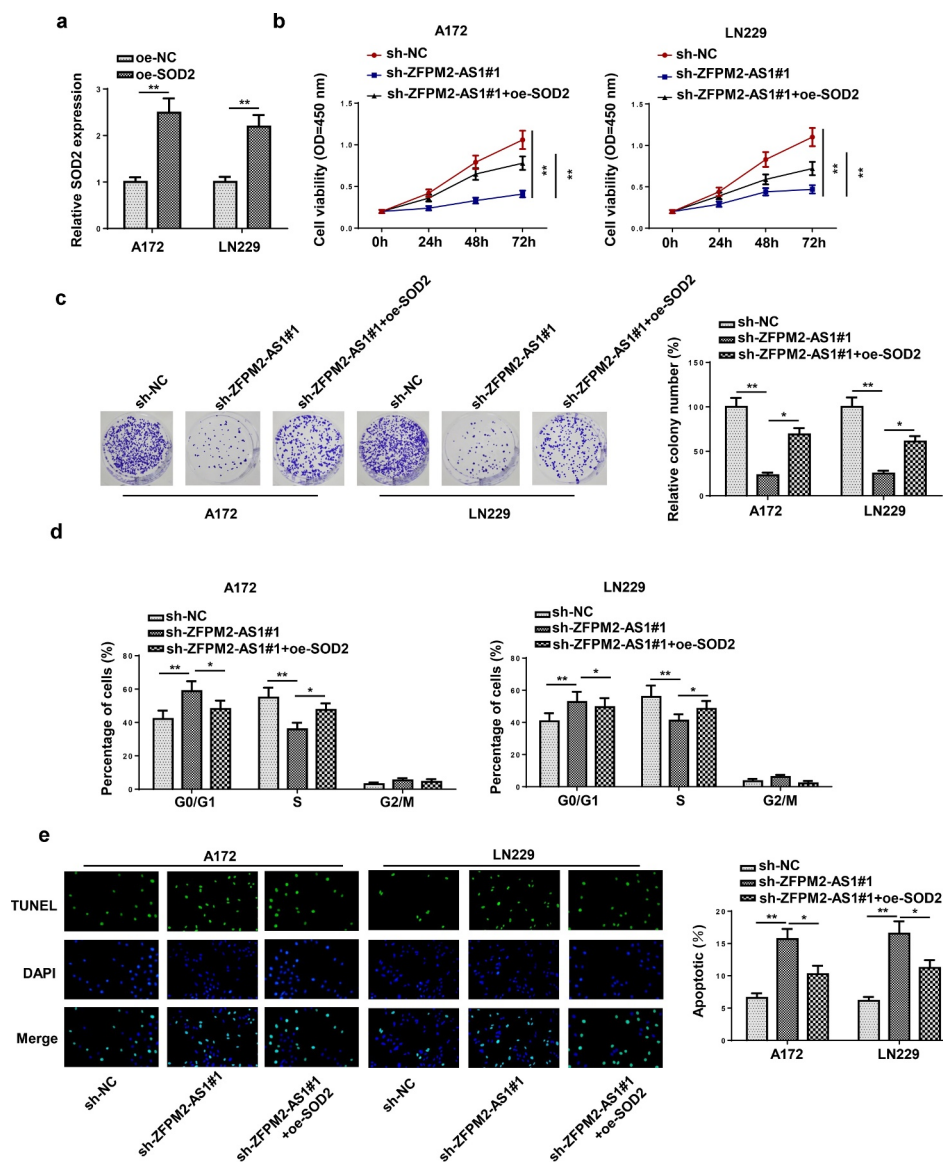 a
oe-NC
oe-SOD2
Relative SOD2 expression
3
2
1
0
**
**
A172
LN229
b
A172
sh-NC
sh-ZFPM2-AS1#1
sh-ZFPM2-AS1#1+oe-SOD2
Cell viability (OD=450 nm)
1.5
1.0
0.5
0.0
0h
24h
48h
72h
**
**
LN229
sh-NC
sh-ZFPM2-AS1#1
sh-ZFPM2-AS1#1+oe-SOD2
Cell viability (OD=450 nm)
1.5
1.0
0.5
0.0
0h
24h
48h
72h
**
**
c
sh-NC
sh-ZFPM2-AS1#1
sh-ZFPM2-AS1#1+oe-SOD2
sh-NC
sh-ZFPM2-AS1#1
sh-ZFPM2-AS1#1+oe-SOD2
A172
LN229
sh-NC
sh-ZFPM2-AS1#1
sh-ZFPM2-AS1#1+oe-SOD2
Relative colony number (%)
150
100
50
0
**
*
**
*
A172
LN229
d
A172
sh-NC
sh-ZFPM2-AS1#1
sh-ZFPM2-AS1#1+oe-SOD2
Percentage of cells (%)
80
60
40
20
0
**
*
**
*
G0/G1
S
G2/M
LN229
sh-NC
sh-ZFPM2-AS1#1
sh-ZFPM2-AS1#1+oe-SOD2
Percentage of cells (%)
80
60
40
20
0
**
*
**
*
G0/G1
S
G2/M
e
A172
LN229
TUNEL
DAPI
Merge
sh-NC
sh-ZFPM2-AS1#1
sh-ZFPM2-AS1#1
+oe-SOD2
sh-NC
sh-ZFPM2-AS1#1
sh-ZFPM2-AS1#1
+oe-SOD2
sh-NC
sh-ZFPM2-AS1#1
sh-ZFPM2-AS1#1+oe-SOD2
Apoptotic (%)
20
15
10
5
0
**
*
**
*
A172
LN229